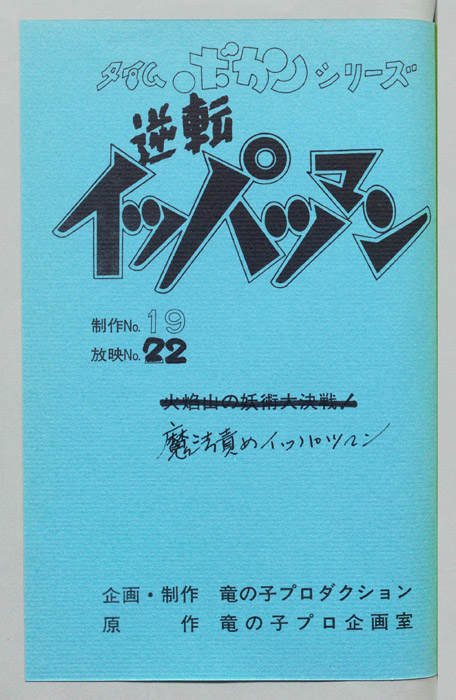 タイムボカンシリーズ
逆転
イッパツマン
制作No. 19
放映No. 22
火焰山の妖術大決戦!
魔法責めイッパツマン
企画・制作 竜の子プロダクション
原 作 竜の子プロ企画室